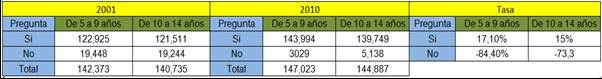 2001 2010 Tasa
Pregunta De 5 a 9 años De 10 a 14 años Pregunta De 5 a 9 años De 10 a 14 años Pregunta De 5 a 9 años De 10 a 14 años
Si 122,925 121,511 Si 143,994 139,749 Si 17,10% 15%
No 19,448 19,244 No 3029 5,138 No -84,40% -73,3
Total 142,373 140,735 Total 147,023 144,887